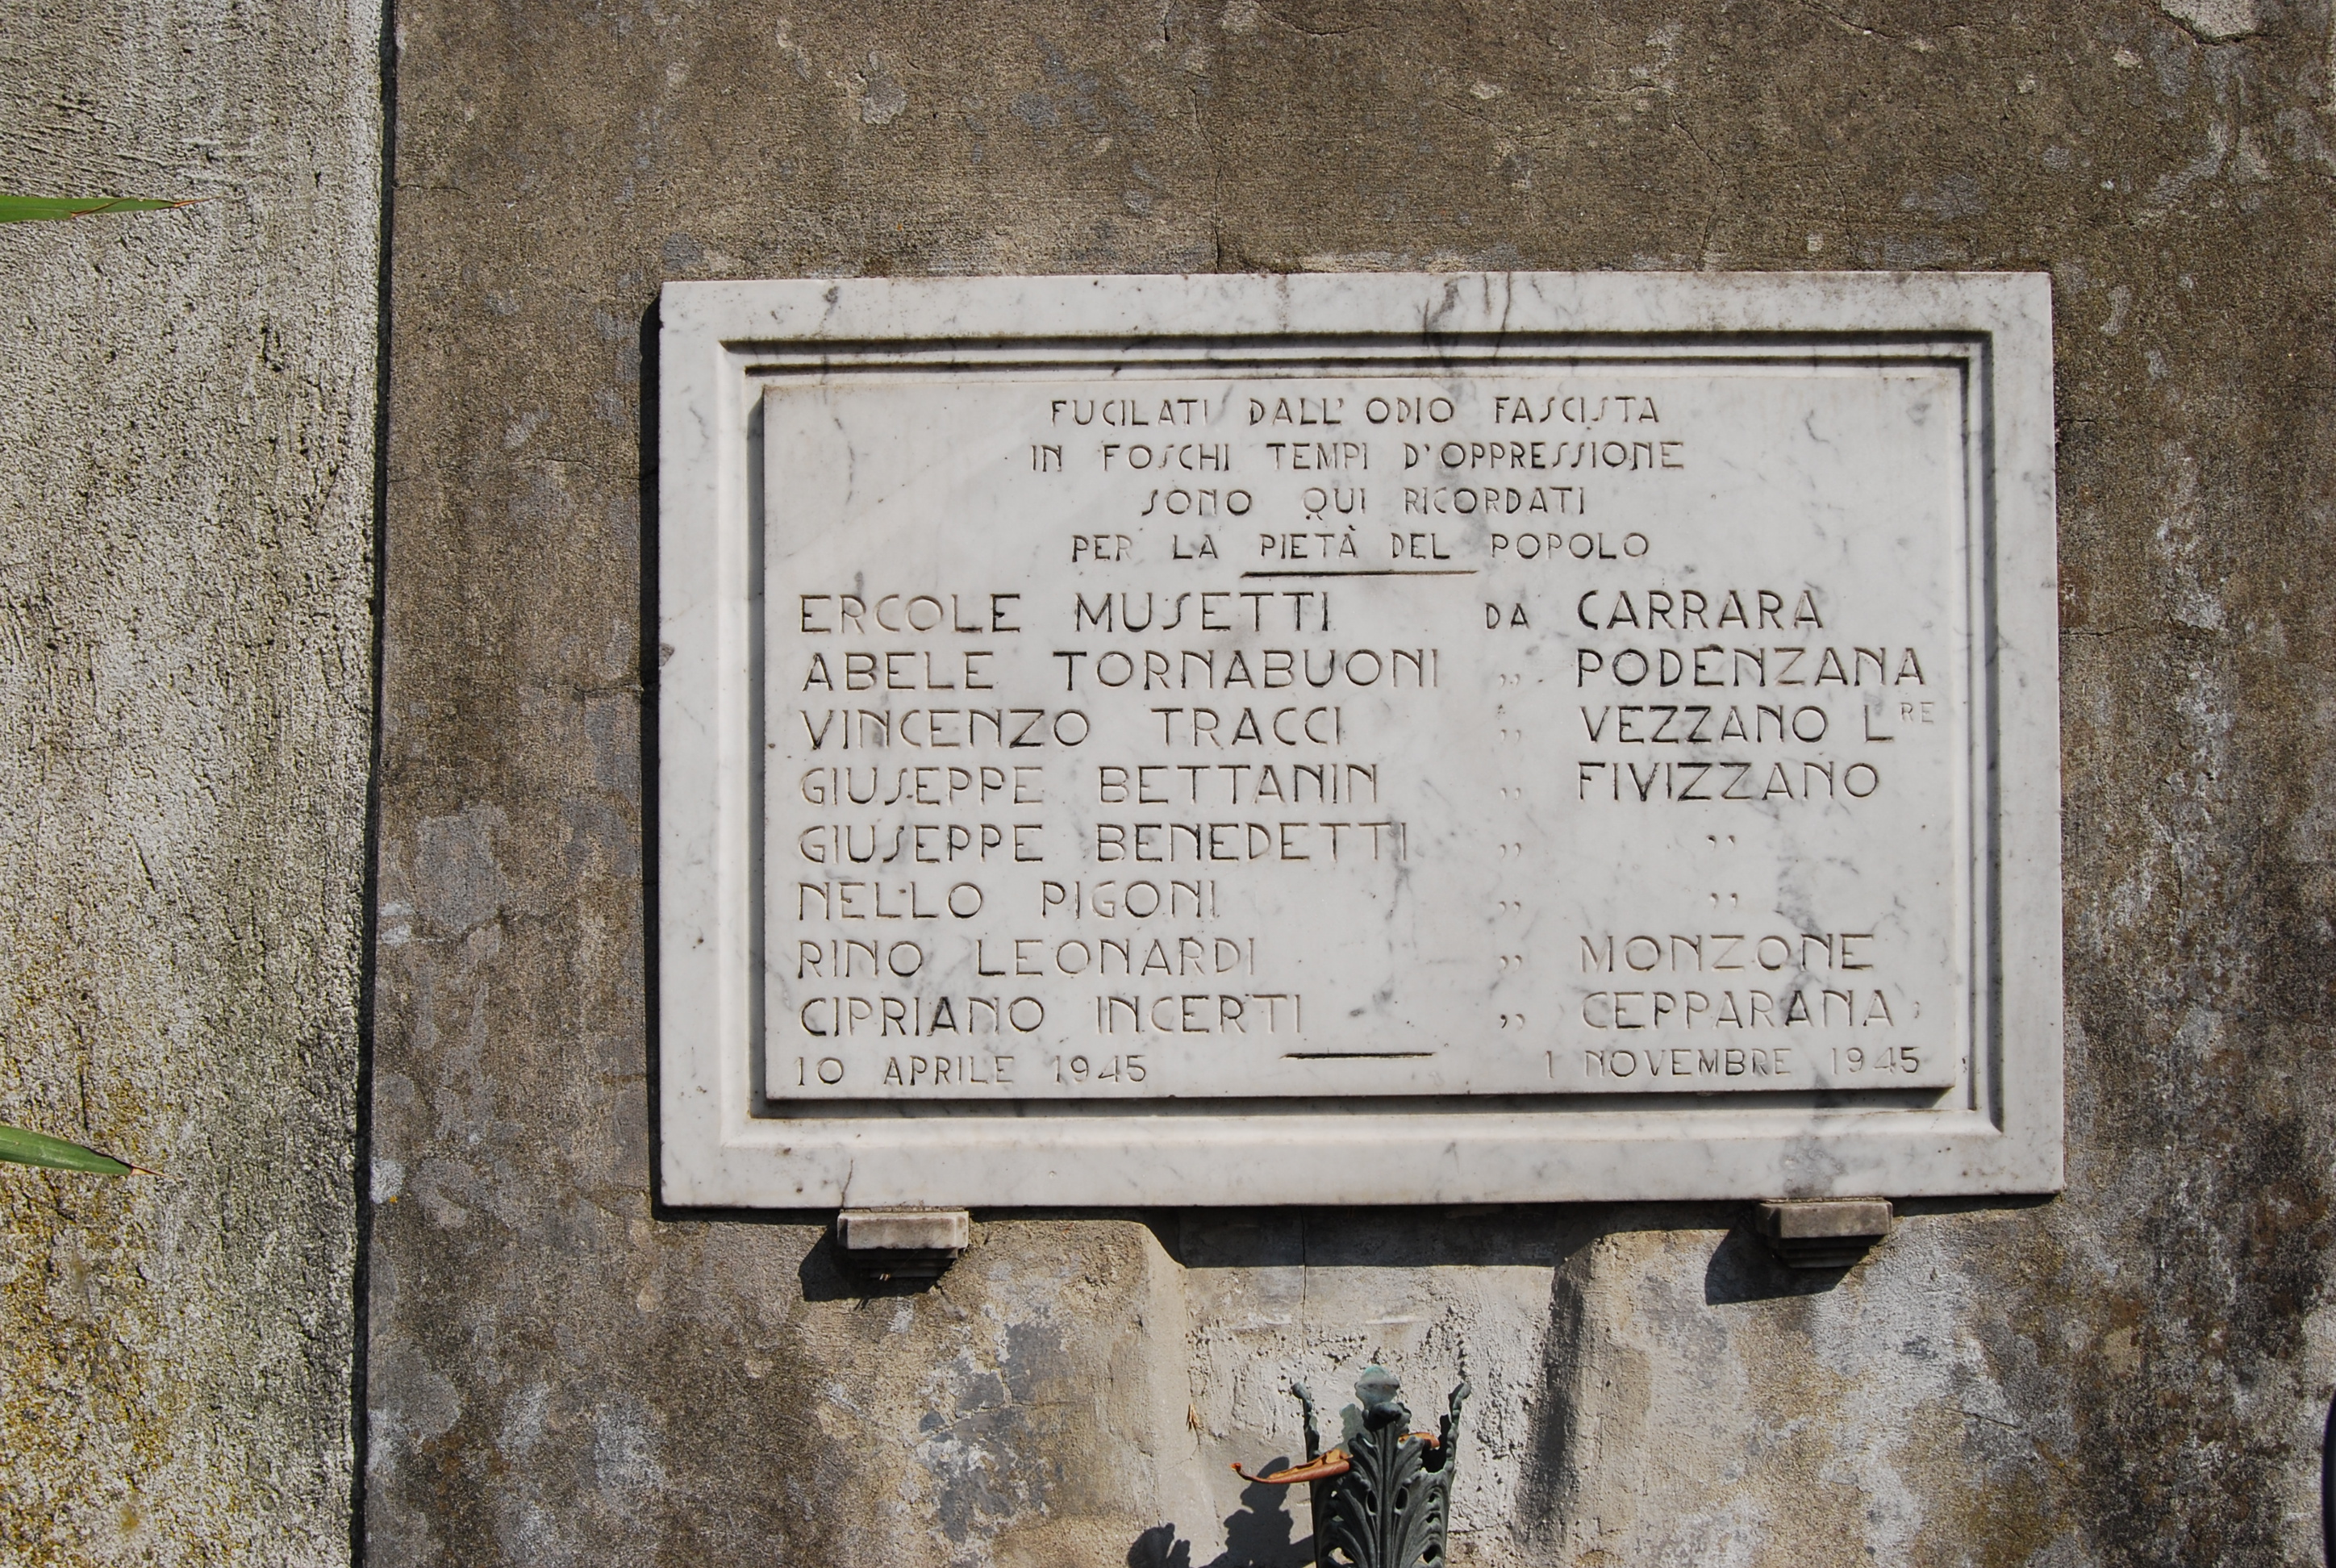 FUCILATI DALL' ODIO FASCISTA
IN FOSCHI TEMPI D'OPPRESSIONE
SONO QUI RICORDATI
PER LA PIETÀ DEL POPOLO
ERCOLE MUSETTI DA CARRARA
ABELE TORNABUONI ,, PODENZANA
VINCENZO TRACCI ,, VEZZANO L RE
GIUSEPPE BETTANIN ,, FIVIZZANO
GIUSEPPE BENEDETTI ,, ,,
NELLO PIGONI ,, ,,
RINO LEONARDI ,, MONZONE
CIPRIANO INCERTI ,, CEPPARANA
10 APRILE 1945 1 NOVEMBRE 1945